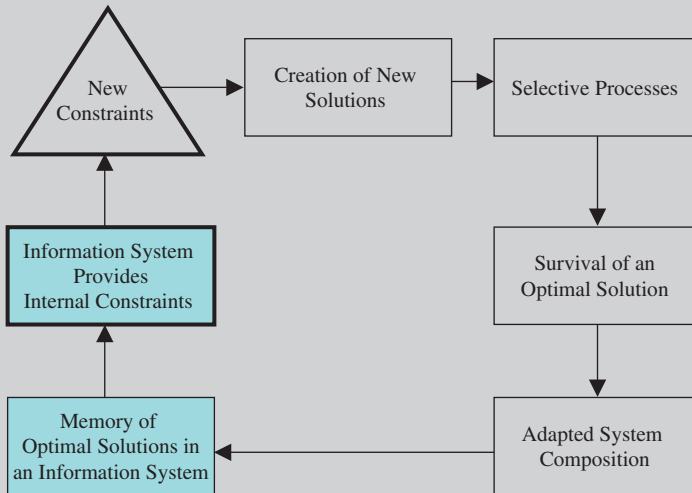 New
Constraints
Creation of New
Solutions
Selective Processes
Information System
Provides
Internal Constraints
Survival of an
Optimal Solution
Memory of
Optimal Solutions in
an Information System
Adapted System
Composition